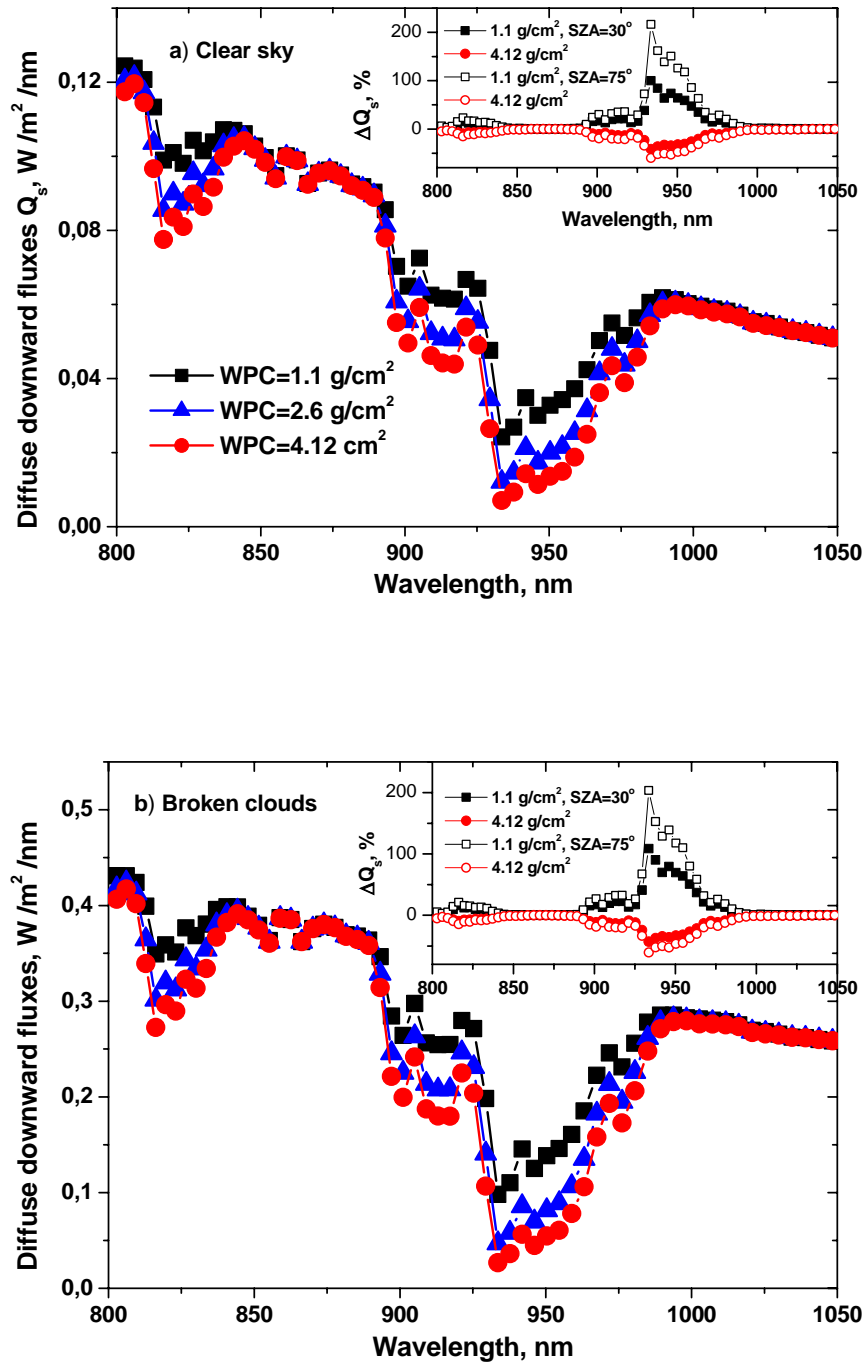 a) Clear sky
1.1 g/cm², SZA=30°
4.12 g/cm²
1.1 g/cm², SZA=75°
4.12 g/cm²
ΔQₛ, %
200
100
0
800 850 900 950 1000 1050
Wavelength, nm
Diffuse downward fluxes Qₛ, W /m² /nm
0,12
0,08
0,04
0,00
WPC=1.1 g/cm²
WPC=2.6 g/cm²
WPC=4.12 cm²
800 850 900 950 1000 1050
Wavelength, nm
b) Broken clouds
1.1 g/cm², SZA=30°
4.12 g/cm²
1.1 g/cm², SZA=75°
4.12 g/cm²
ΔQₛ, %
200
100
0
800 850 900 950 1000 1050
Diffuse downward fluxes, W /m² /nm
0,5
0,4
0,3
0,2
0,1
0,0
800 850 900 950 1000 1050
Wavelength, nm